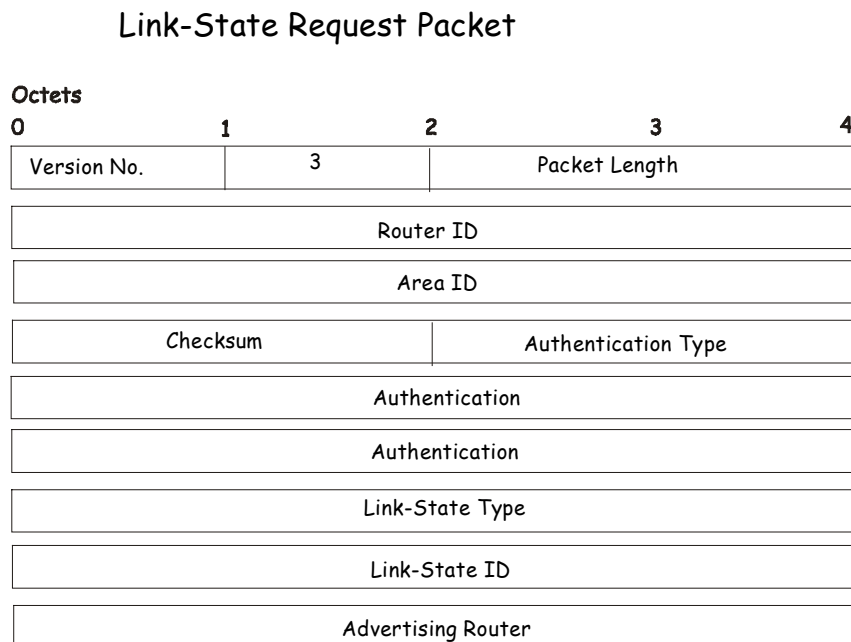 Link-State Request Packet
Octets
0 1 2 3 4
Version No. 3 Packet Length
Router ID
Area ID
Checksum Authentication Type
Authentication
Authentication
Link-State Type
Link-State ID
Advertising Router